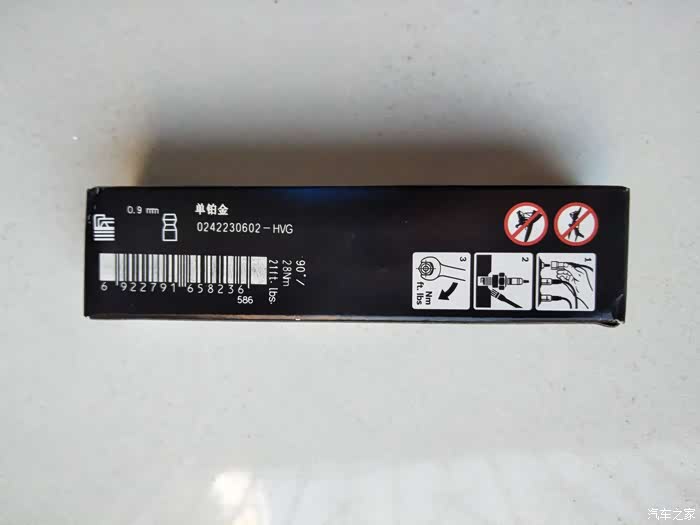 0.9 mm
单铂金
0242230602-HVG
6 922791 658236
586
90°/
28Nm
21ft. lbs.
3
Nm
ft. lbs
2
1
汽车之家